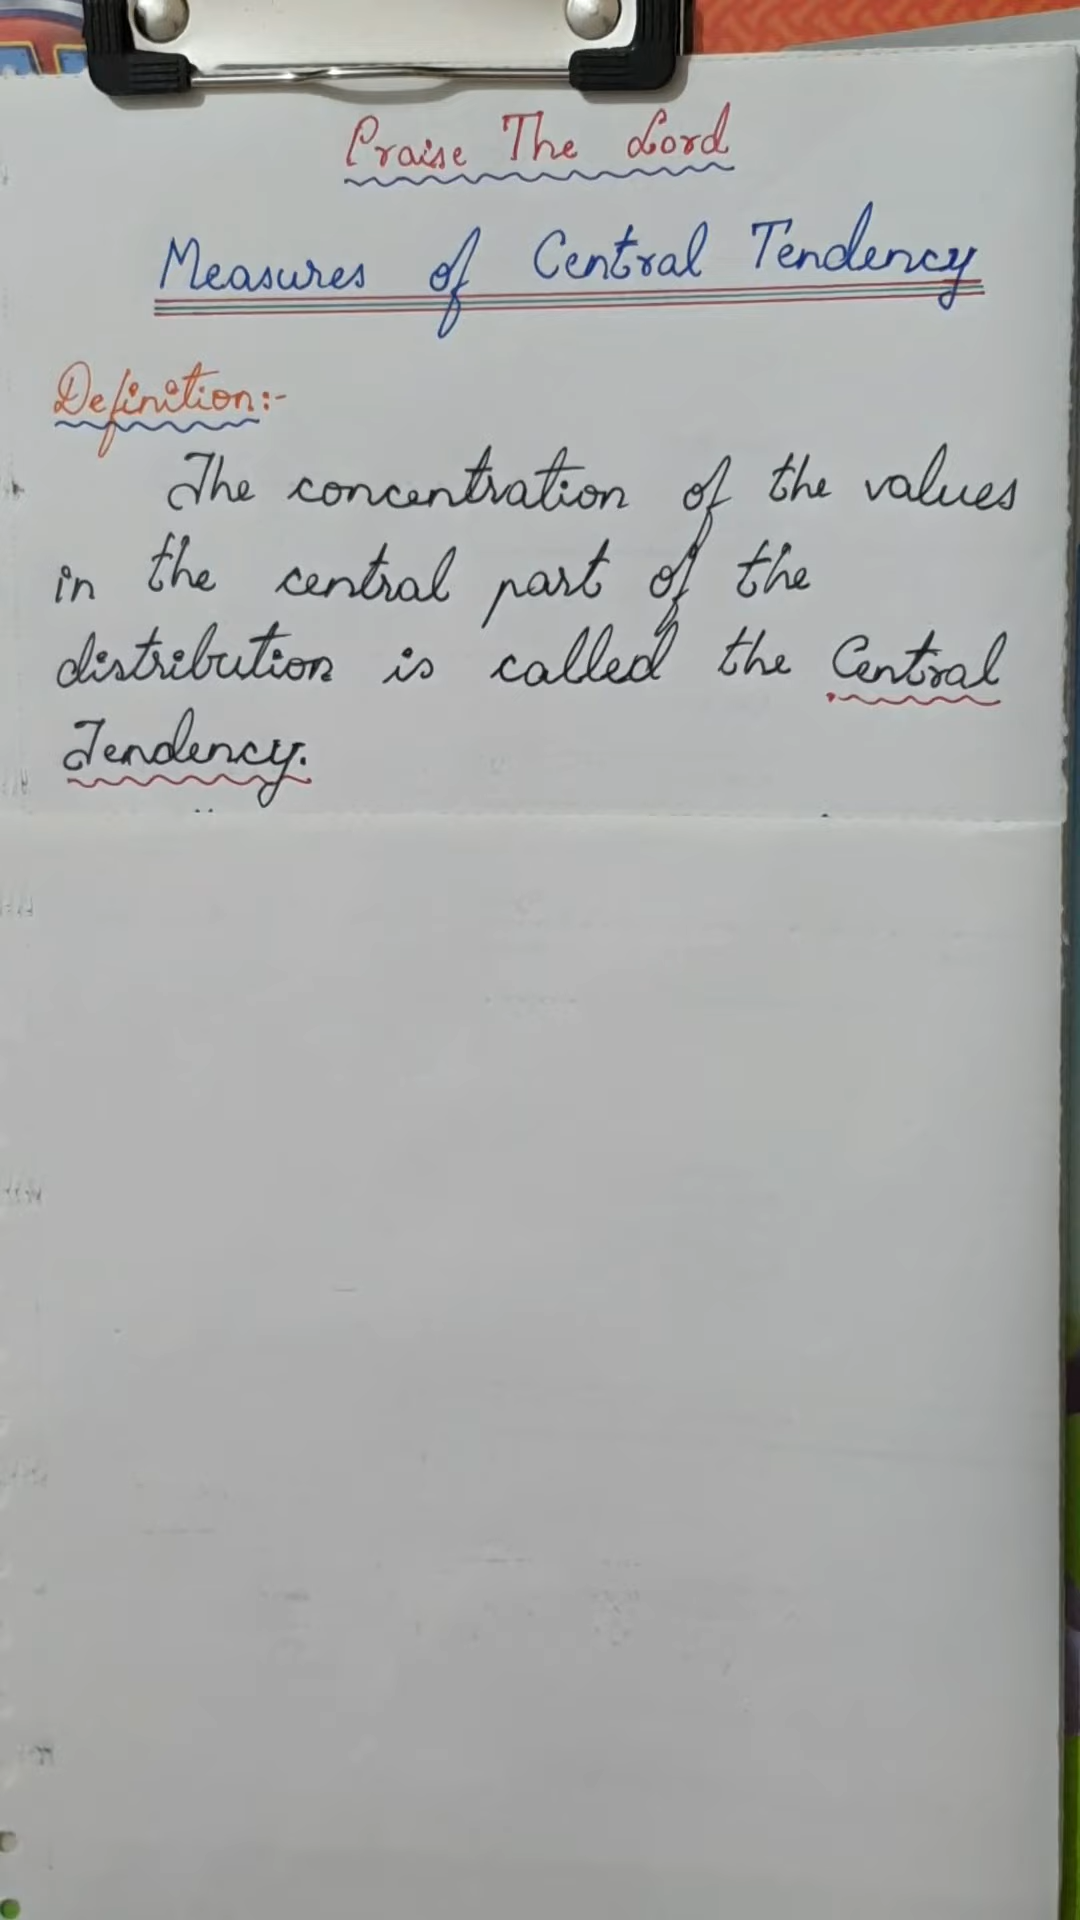 Praise The Lord
Measures of Central Tendency
Definition:-
The concentration of the values
in the central part of the
distribution is called the Central
Tendency.